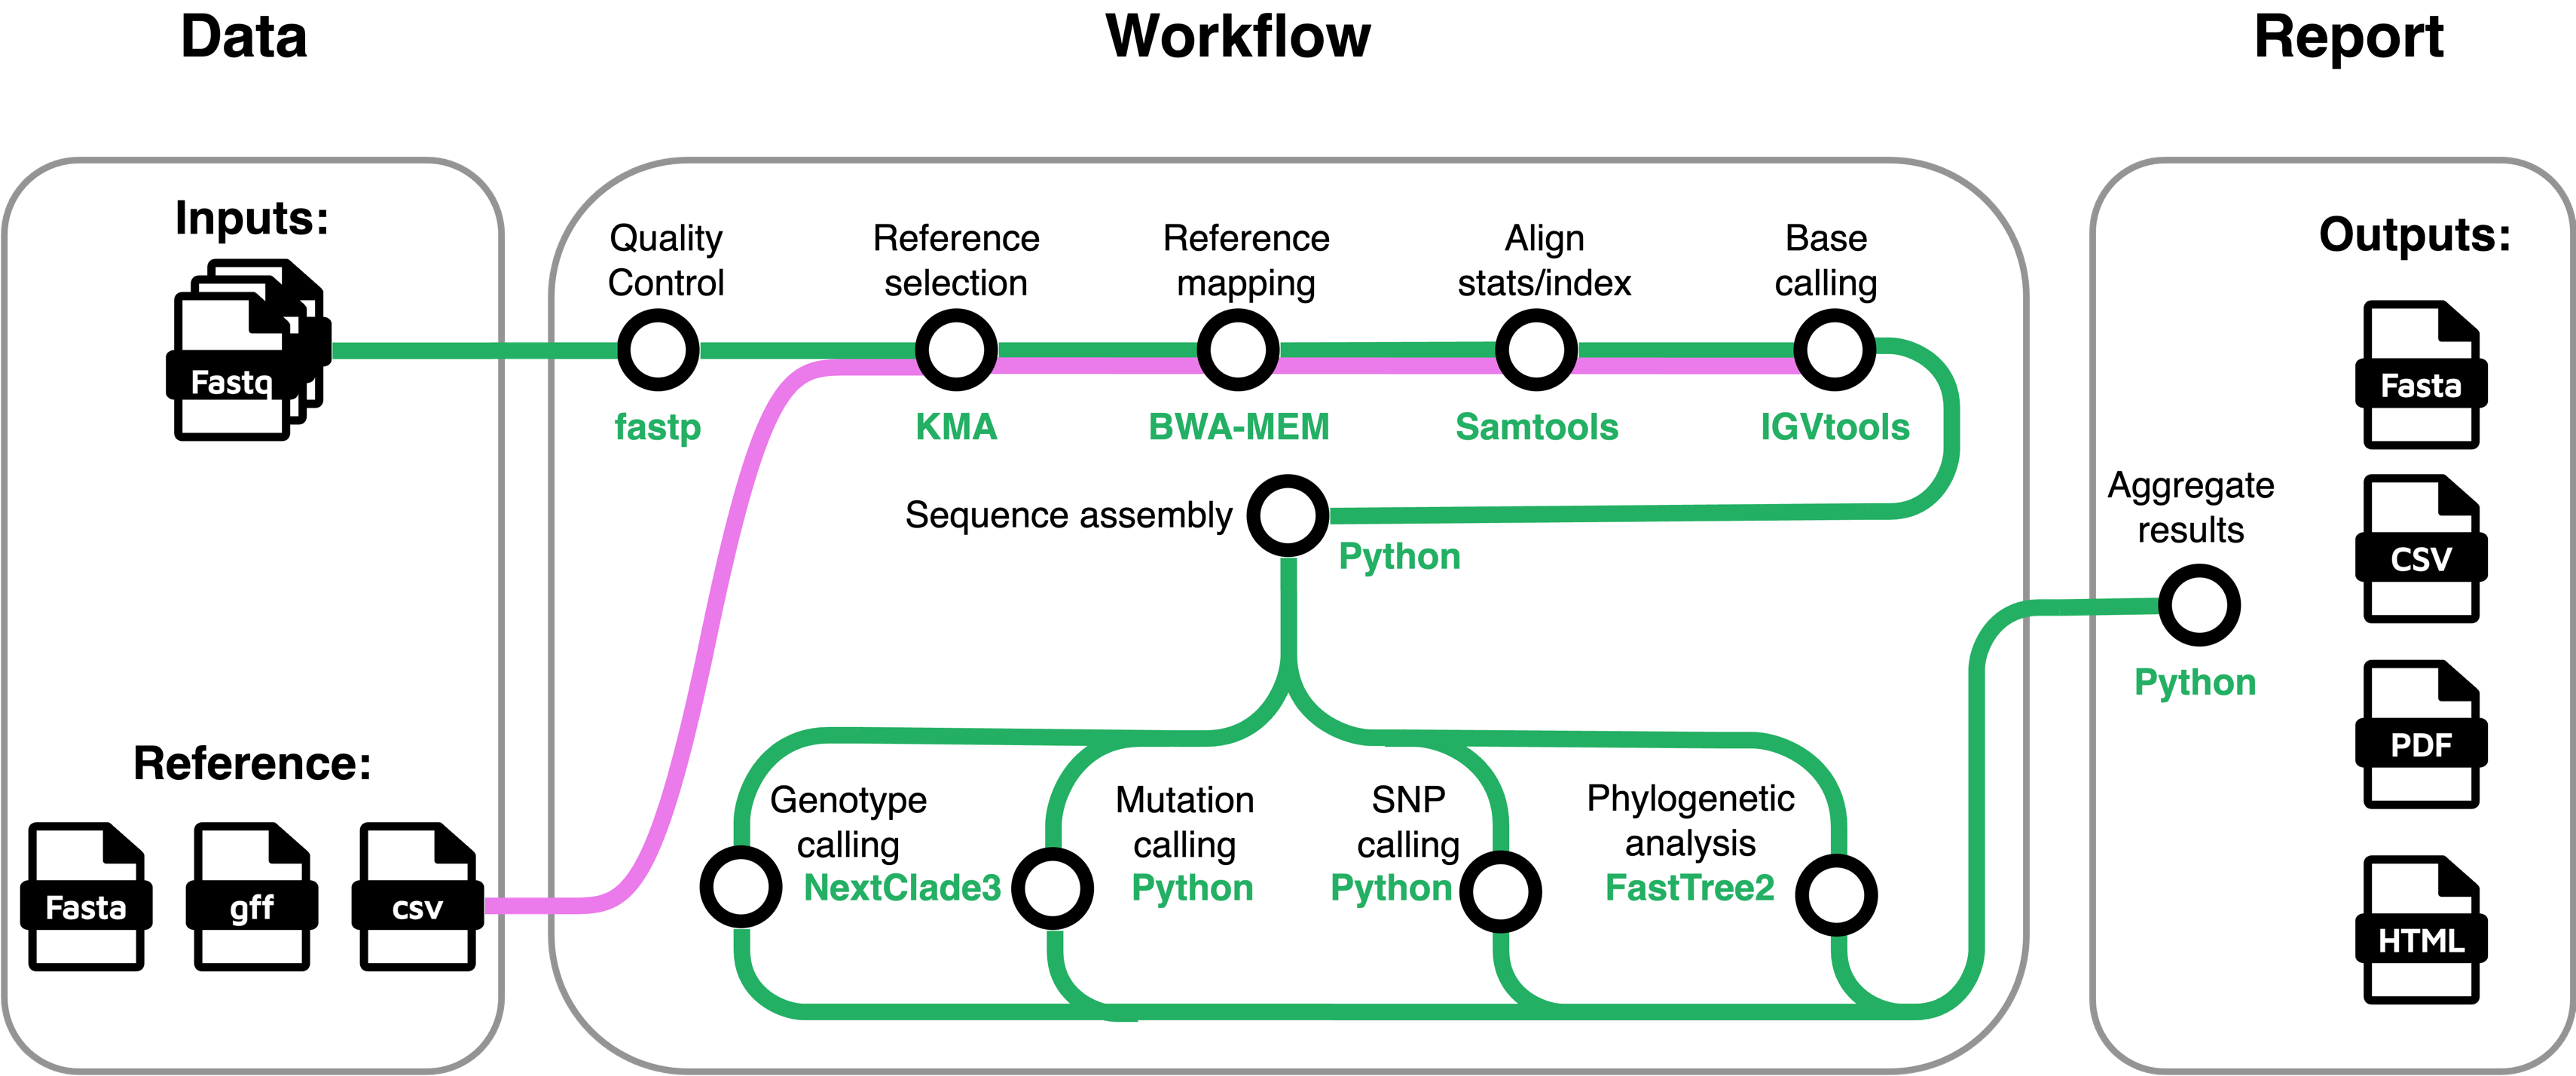 Data
Workflow
Report
Inputs:
Fastq
Reference:
Fasta
gff
csv
Quality
Control
fastp
Reference
selection
KMA
Reference
mapping
BWA-MEM
Align
stats/index
Samtools
Base
calling
IGVtools
Sequence assembly
Python
Genotype
calling
NextClade3
Mutation
calling
Python
SNP
calling
Python
Phylogenetic
analysis
FastTree2
Aggregate
results
Python
Outputs:
Fasta
CSV
PDF
HTML